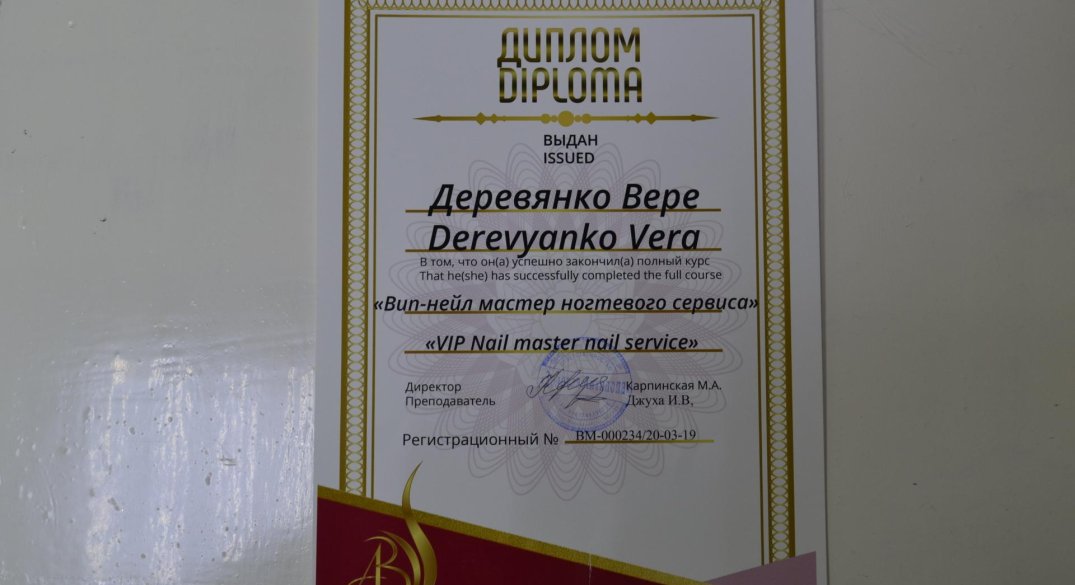 ДИПЛОМ
DIPLOMA
ВЫДАН
ISSUED
Деревянко Вере
Derevyanko Vera
В том, что он(а) успешно закончил(а) полный курс
That he(she) has successfully completed the full course
«Вип-нейл мастер ногтевого сервиса»
«VIP Nail master nail service»
Директор Карпинская М.А.
Преподаватель Джуха И.В,
Регистрационный № ВМ-000234/20-03-19